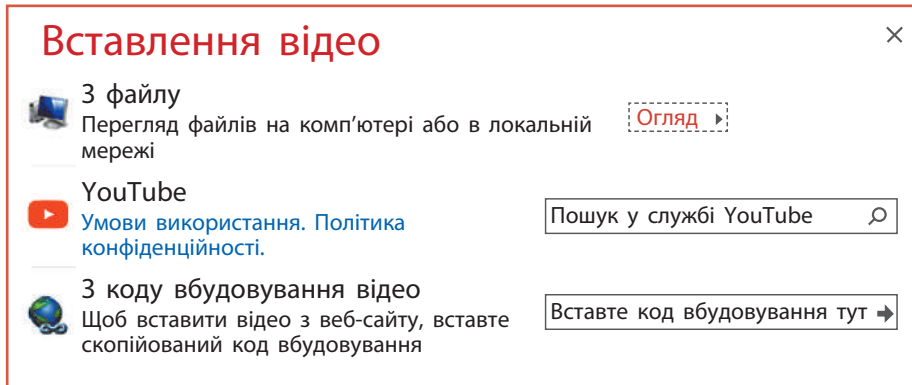 Вставлення відео
З файлу
Перегляд файлів на комп’ютері або в локальній
мережі
Огляд
YouTube
Умови використання. Політика
конфіденційності.
Пошук у службі YouTube
З коду вбудовування відео
Щоб вставити відео з веб-сайту, вставте
скопійований код вбудовування
Вставте код вбудовування тут